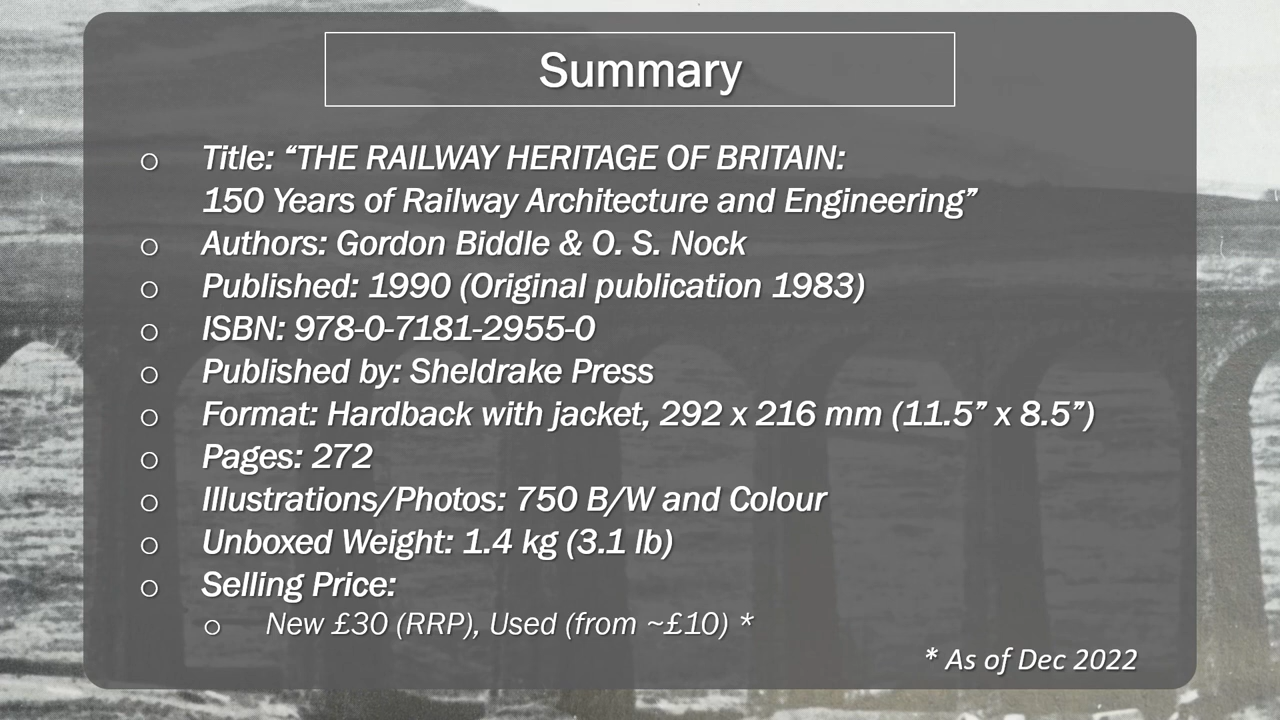 Summary
○ Title: “THE RAILWAY HERITAGE OF BRITAIN:
150 Years of Railway Architecture and Engineering”
○ Authors: Gordon Biddle & O. S. Nock
○ Published: 1990 (Original publication 1983)
○ ISBN: 978-0-7181-2955-0
○ Published by: Sheldrake Press
○ Format: Hardback with jacket, 292 x 216 mm (11.5” x 8.5”)
○ Pages: 272
○ Illustrations/Photos: 750 B/W and Colour
○ Unboxed Weight: 1.4 kg (3.1 lb)
○ Selling Price:
○ New £30 (RRP), Used (from ~£10) *
* As of Dec 2022